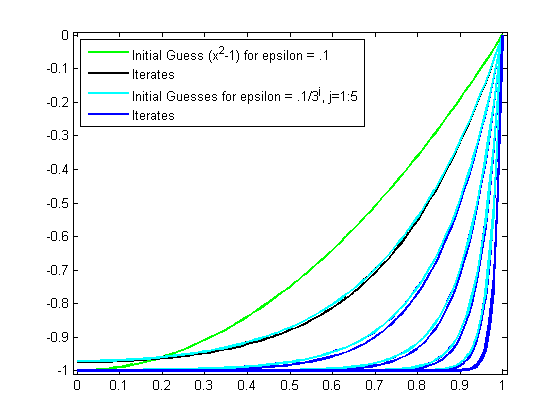 0
-0.1
-0.2
-0.3
-0.4
-0.5
-0.6
-0.7
-0.8
-0.9
-1
Initial Guess (x²-1) for epsilon = .1
Iterates
Initial Guesses for epsilon = .1/3ʲ, j=1:5
Iterates
0 0.1 0.2 0.3 0.4 0.5 0.6 0.7 0.8 0.9 1